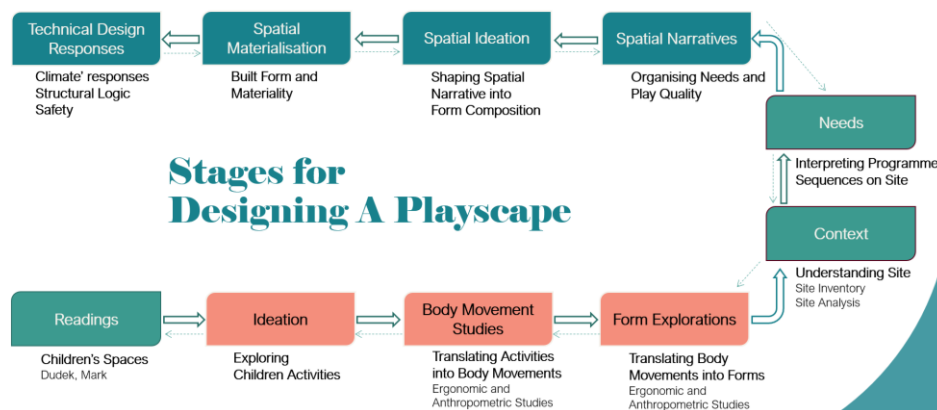 Technical Design
Responses
Climate' responses
Structural Logic
Safety
Spatial
Materialisation
Built Form and
Materiality
Spatial Ideation
Shaping Spatial
Narrative into
Form Composition
Spatial Narratives
Organising Needs and
Play Quality
Needs
Interpreting Programme
Sequences on Site
Stages for
Designing A Playscape
Context
Understanding Site
Site Inventory
Site Analysis
Readings
Children's Spaces
Dudek, Mark
Ideation
Exploring
Children Activities
Body Movement
Studies
Translating Activities
into Body Movements
Ergonomic and
Anthropometric Studies
Form Explorations
Translating Body
Movements into Forms
Ergonomic and
Anthropometric Studies